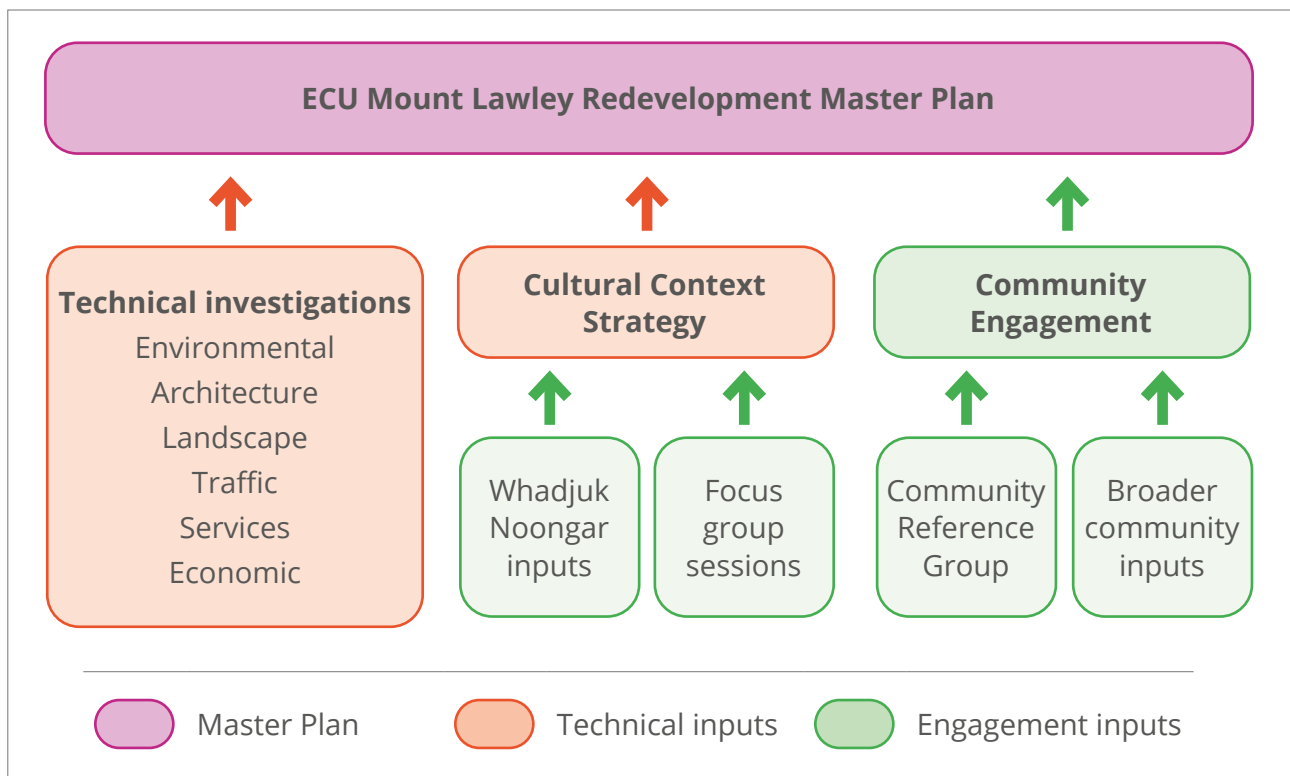 ECU Mount Lawley Redevelopment Master Plan
Technical investigations
Environmental
Architecture
Landscape
Traffic
Services
Economic
Cultural Context
Strategy
Whadjuk
Noongar
inputs
Focus
group
sessions
Community
Engagement
Community
Reference
Group
Broader
community
inputs
Master Plan
Technical inputs
Engagement inputs